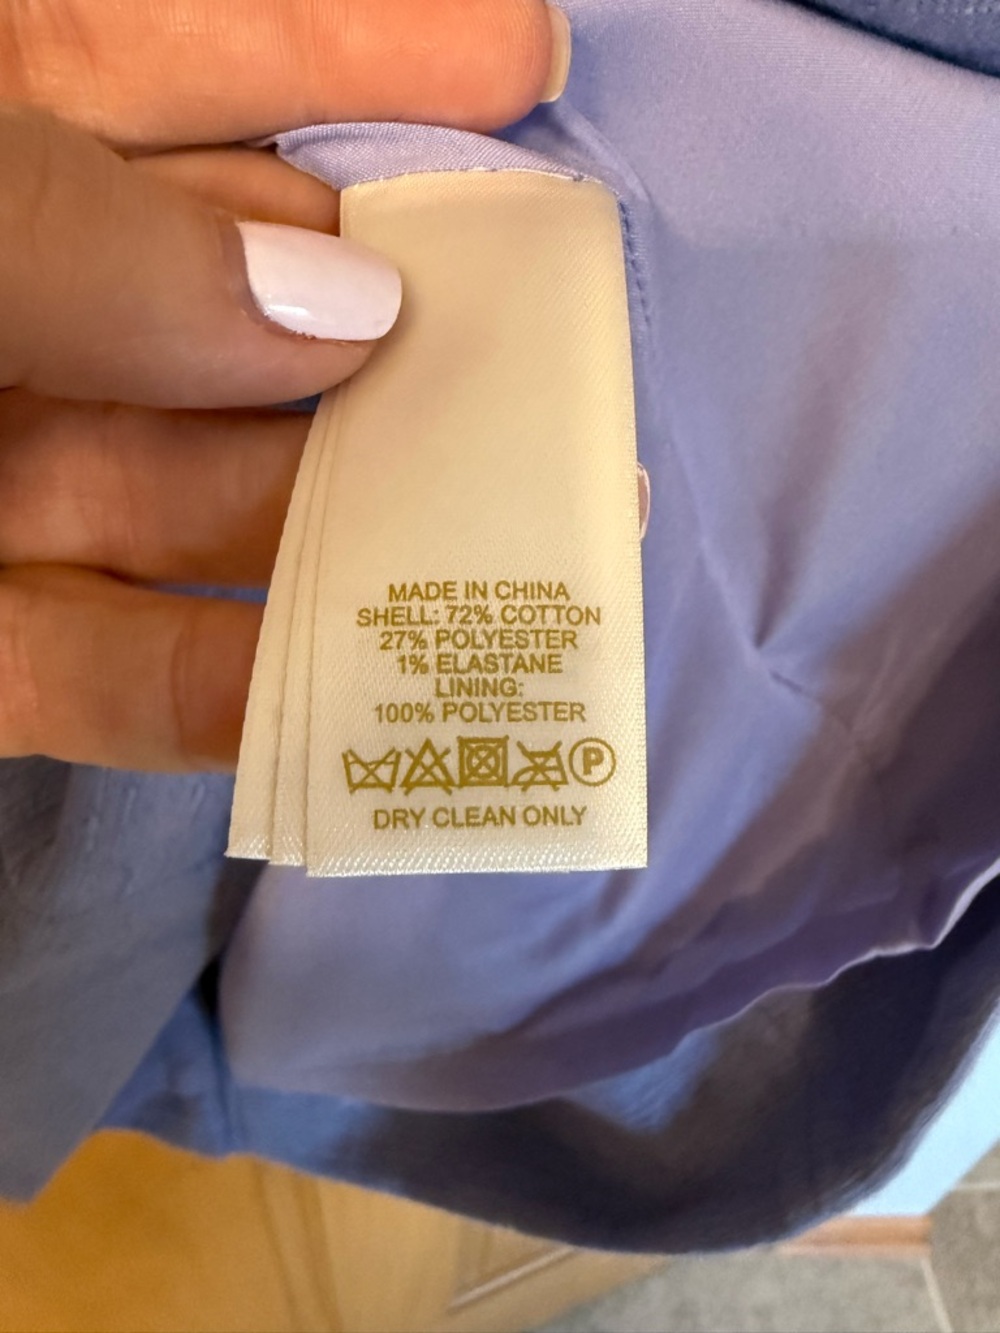 MADE IN CHINA
SHELL: 72% COTTON
27% POLYESTER
1% ELASTANE
LINING:
100% POLYESTER
P
DRY CLEAN ONLY